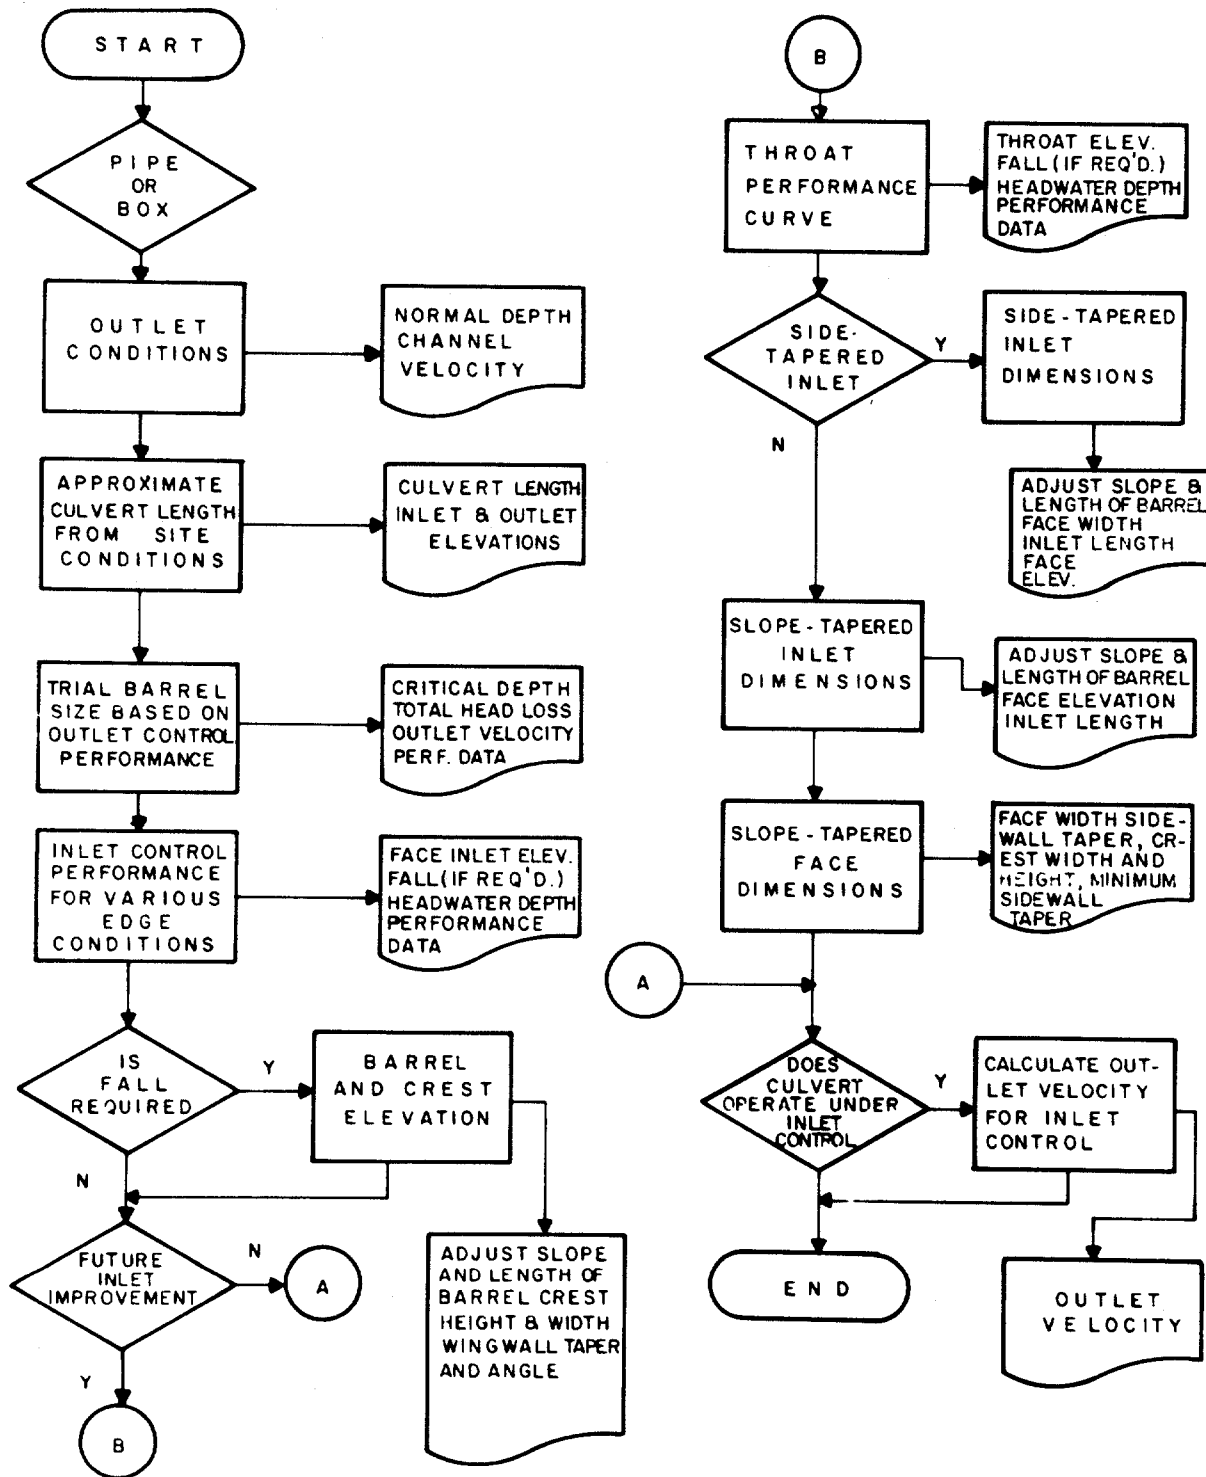 START
PIPE
OR
BOX
OUTLET
CONDITIONS
NORMAL DEPTH
CHANNEL
VELOCITY
APPROXIMATE
CULVERT LENGTH
FROM SITE
CONDITIONS
CULVERT LENGTH
INLET & OUTLET
ELEVATIONS
TRIAL BARREL
SIZE BASED ON
OUTLET CONTROL
PERFORMANCE
CRITICAL DEPTH
TOTAL HEAD LOSS
OUTLET VELOCITY
PERF. DATA
INLET CONTROL
PERFORMANCE
FOR VARIOUS
EDGE
CONDITIONS
FACE INLET ELEV.
FALL (IF REQ'D.)
HEADWATER DEPTH
PERFORMANCE
DATA
IS
FALL
REQUIRED
Y
BARREL
AND CREST
ELEVATION
N
FUTURE
INLET
IMPROVEMENT
N
A
ADJUST SLOPE
AND LENGTH OF
BARREL CREST
HEIGHT & WIDTH
WINGWALL TAPER
AND ANGLE
Y
B
B
THROAT
PERFORMANCE
CURVE
THROAT ELEV.
FALL (IF REQ'D.)
HEADWATER DEPTH
PERFORMANCE
DATA
SIDE-
TAPERED
INLET
Y
SIDE-TAPERED
INLET
DIMENSIONS
N
ADJUST SLOPE &
LENGTH OF BARREL
FACE WIDTH
INLET LENGTH
FACE
ELEV.
SLOPE-TAPERED
INLET
DIMENSIONS
ADJUST SLOPE &
LENGTH OF BARREL
FACE ELEVATION
INLET LENGTH
SLOPE-TAPERED
FACE
DIMENSIONS
FACE WIDTH SIDE-
WALL TAPER, CR-
EST WIDTH AND
HEIGHT, MINIMUM
SIDEWALL
TAPER
A
DOES
CULVERT
OPERATE UNDER
INLET
CONTROL
Y
CALCULATE OUT-
LET VELOCITY
FOR INLET
CONTROL
END
OUTLET
VELOCITY